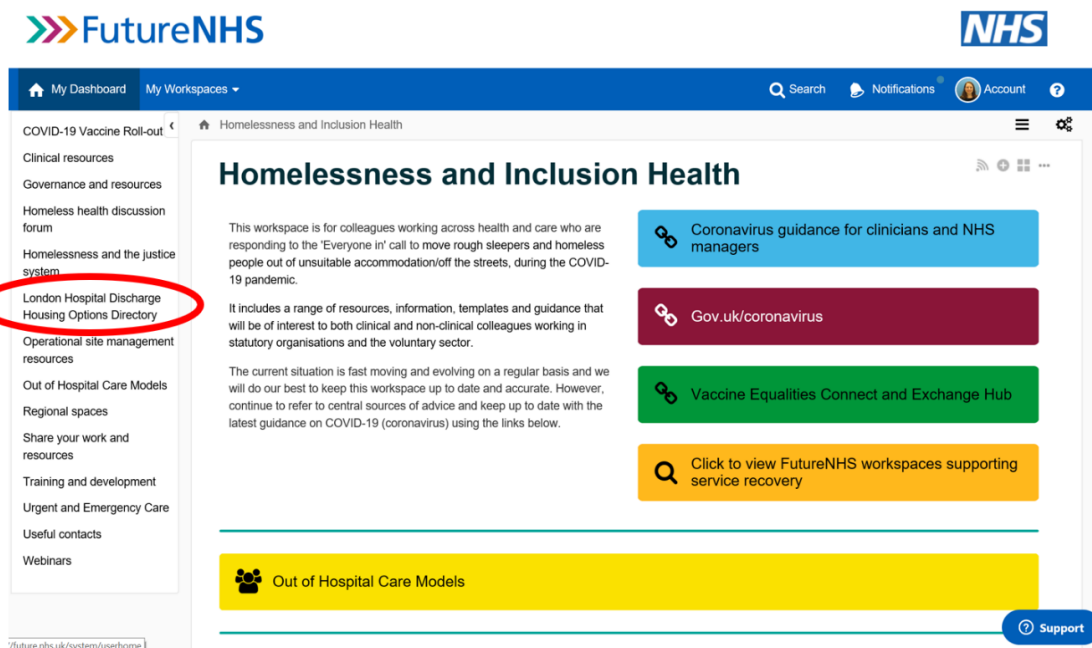 FutureNHS
NHS
My Dashboard
My Workspaces
Search
Notifications
Account
?
COVID-19 Vaccine Roll-out
Clinical resources
Governance and resources
Homeless health discussion
forum
Homelessness and the justice
system
London Hospital Discharge
Housing Options Directory
Operational site management
resources
Out of Hospital Care Models
Regional spaces
Share your work and
resources
Training and development
Urgent and Emergency Care
Useful contacts
Webinars
Homelessness and Inclusion Health
Homelessness and Inclusion Health
This workspace is for colleagues working across health and care who are
responding to the 'Everyone in' call to move rough sleepers and homeless
people out of unsuitable accommodation/off the streets, during the COVID-
19 pandemic.
It includes a range of resources, information, templates and guidance that
will be of interest to both clinical and non-clinical colleagues working in
statutory organisations and the voluntary sector.
The current situation is fast moving and evolving on a regular basis and we
will do our best to keep this workspace up to date and accurate. However,
continue to refer to central sources of advice and keep up to date with the
latest guidance on COVID-19 (coronavirus) using the links below.
Coronavirus guidance for clinicians and NHS
managers
Gov.uk/coronavirus
Vaccine Equalities Connect and Exchange Hub
Click to view FutureNHS workspaces supporting
service recovery
Out of Hospital Care Models
? Support
/future.nhs.uk/system/userhome